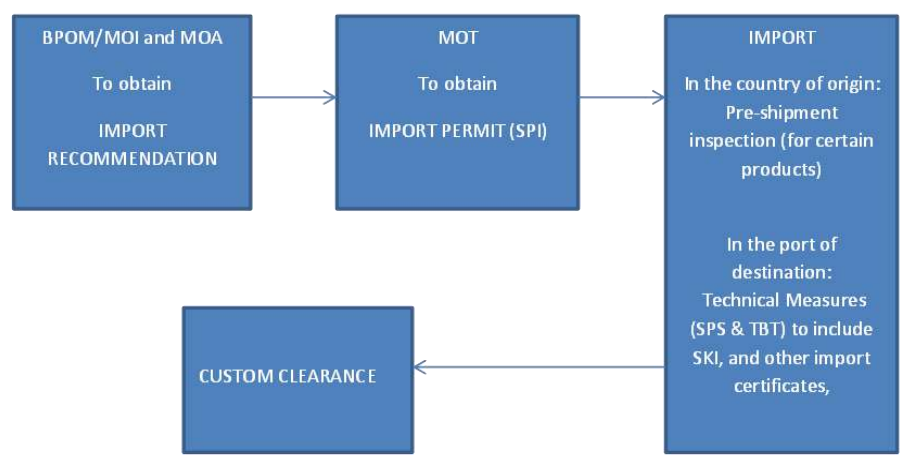 BPOM/MOI and MOA
To obtain
IMPORT
RECOMMENDATION
MOT
To obtain
IMPORT PERMIT (SPI)
IMPORT
In the country of origin:
Pre-shipment
inspection (for certain
products)
In the port of
destination:
Technical Measures
(SPS & TBT) to include
SKI, and other import
certificates,
CUSTOM CLEARANCE